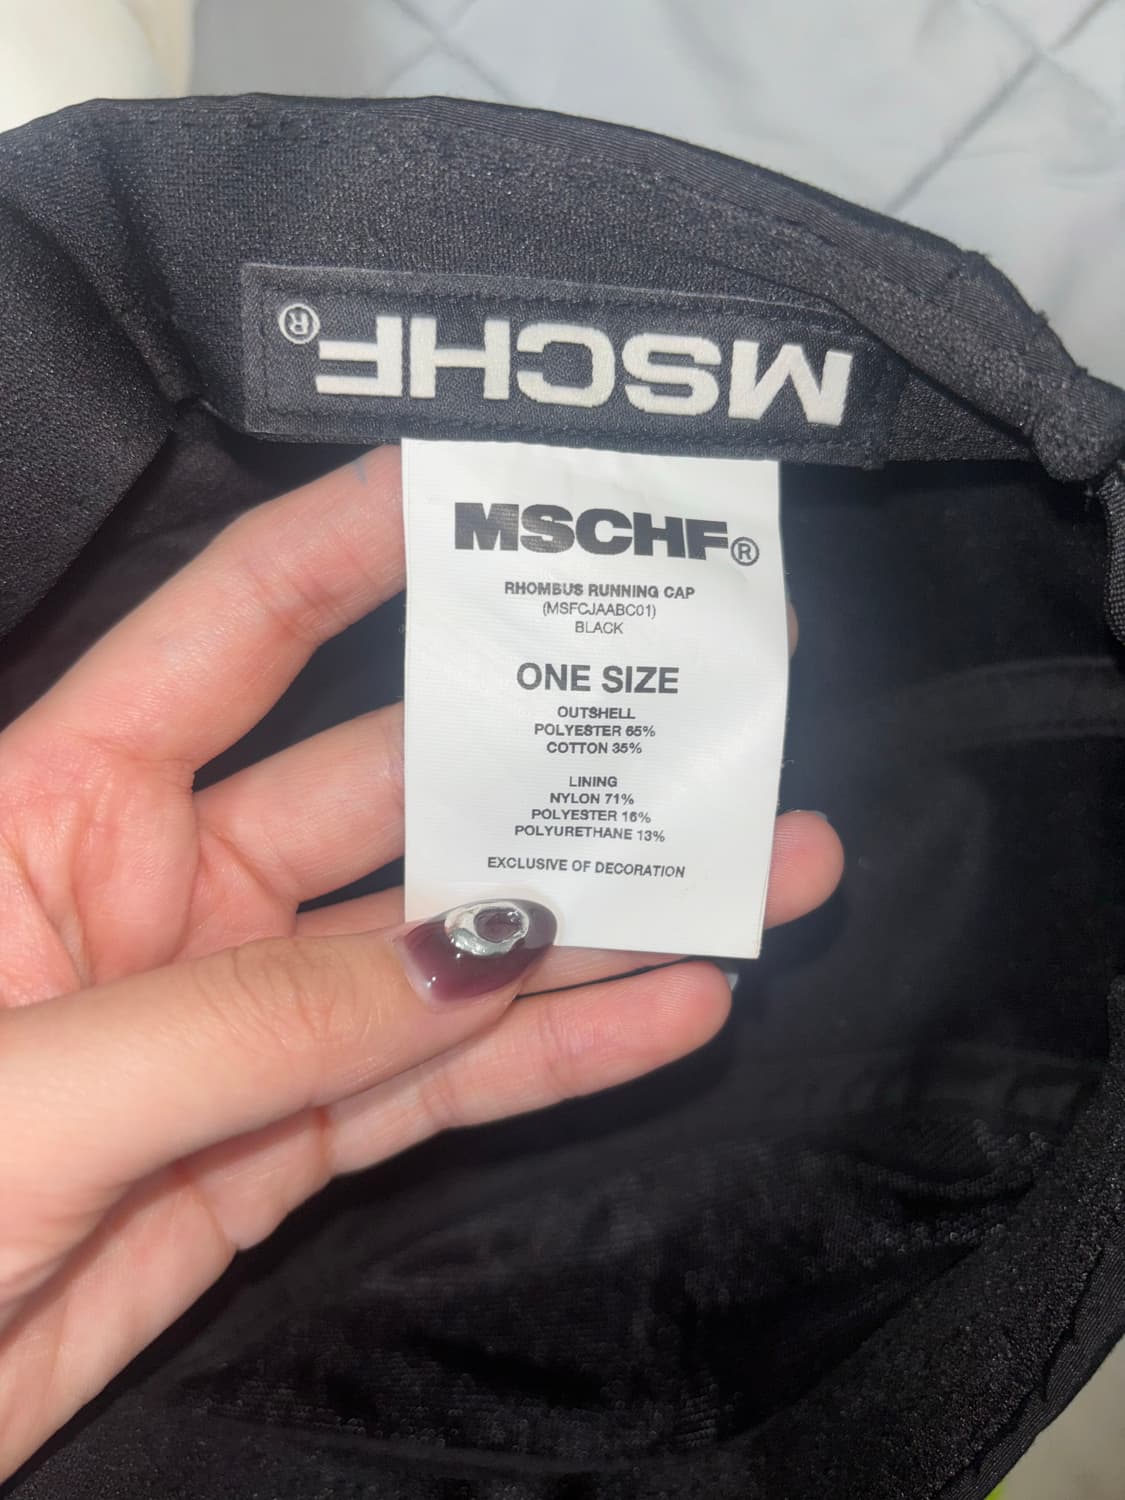 MSCHF®
MSCHF®
RHOMBUS RUNNING CAP
(MSFCJAABC01)
BLACK
ONE SIZE
OUTSHELL
POLYESTER 65%
COTTON 35%
LINING
NYLON 71%
POLYESTER 16%
POLYURETHANE 13%
EXCLUSIVE OF DECORATION